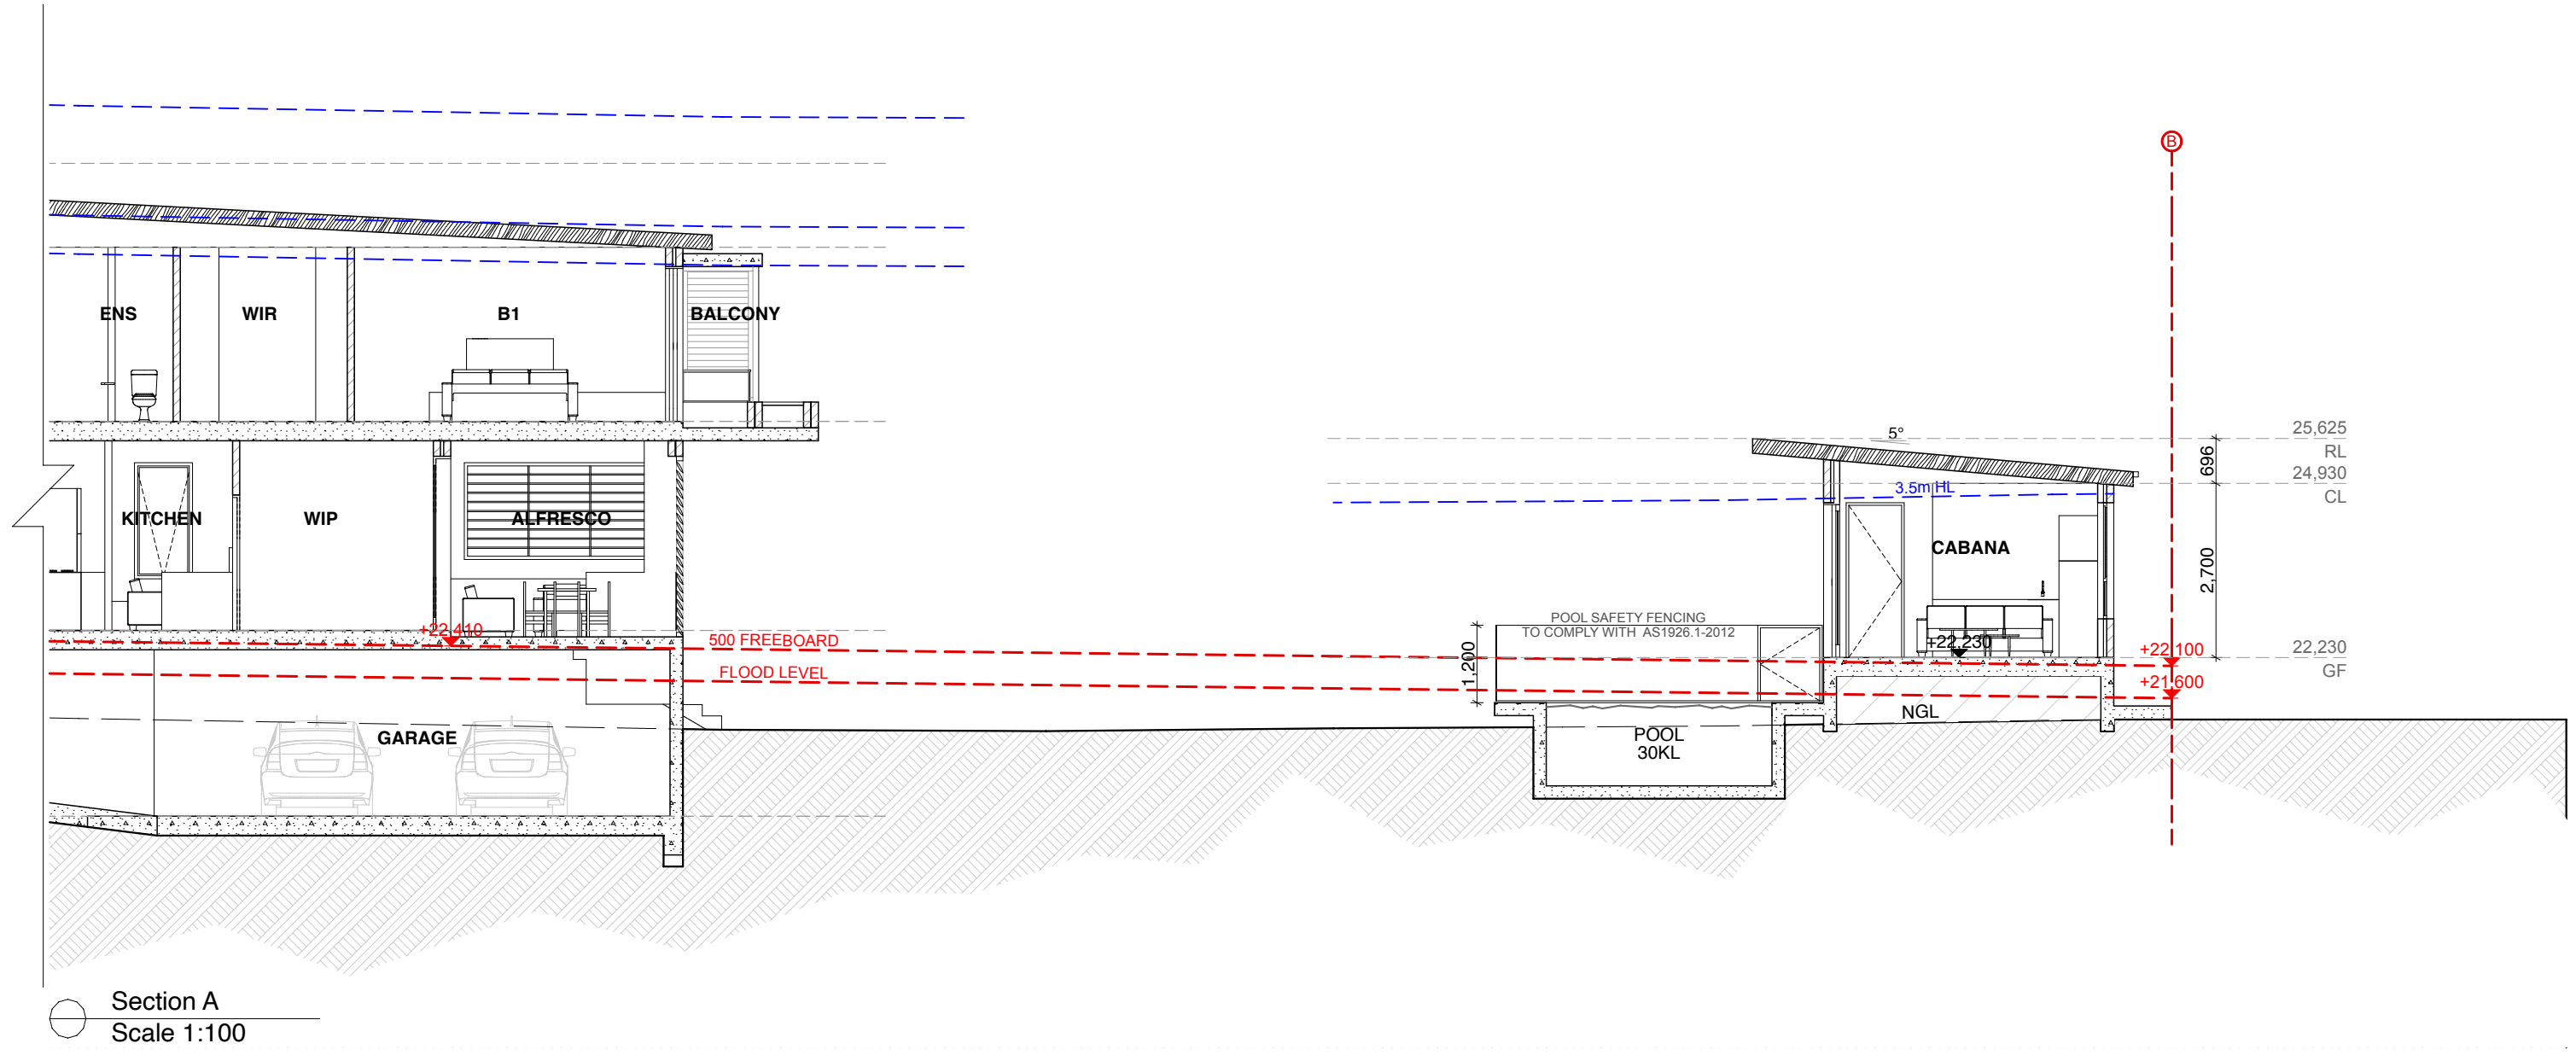 B
ENS
WIR
B1
BALCONY
5°
25,625
RL
696
24,930
CL
3.5m HL
KITCHEN
WIP
ALFRESCO
CABANA
2,700
POOL SAFETY FENCING
TO COMPLY WITH AS1926.1-2012
+22,410
500 FREEBOARD
FLOOD LEVEL
1,200
+22,230
+22,100
22,230
GF
+21,600
NGL
GARAGE
POOL
30KL
Section A
Scale 1:100